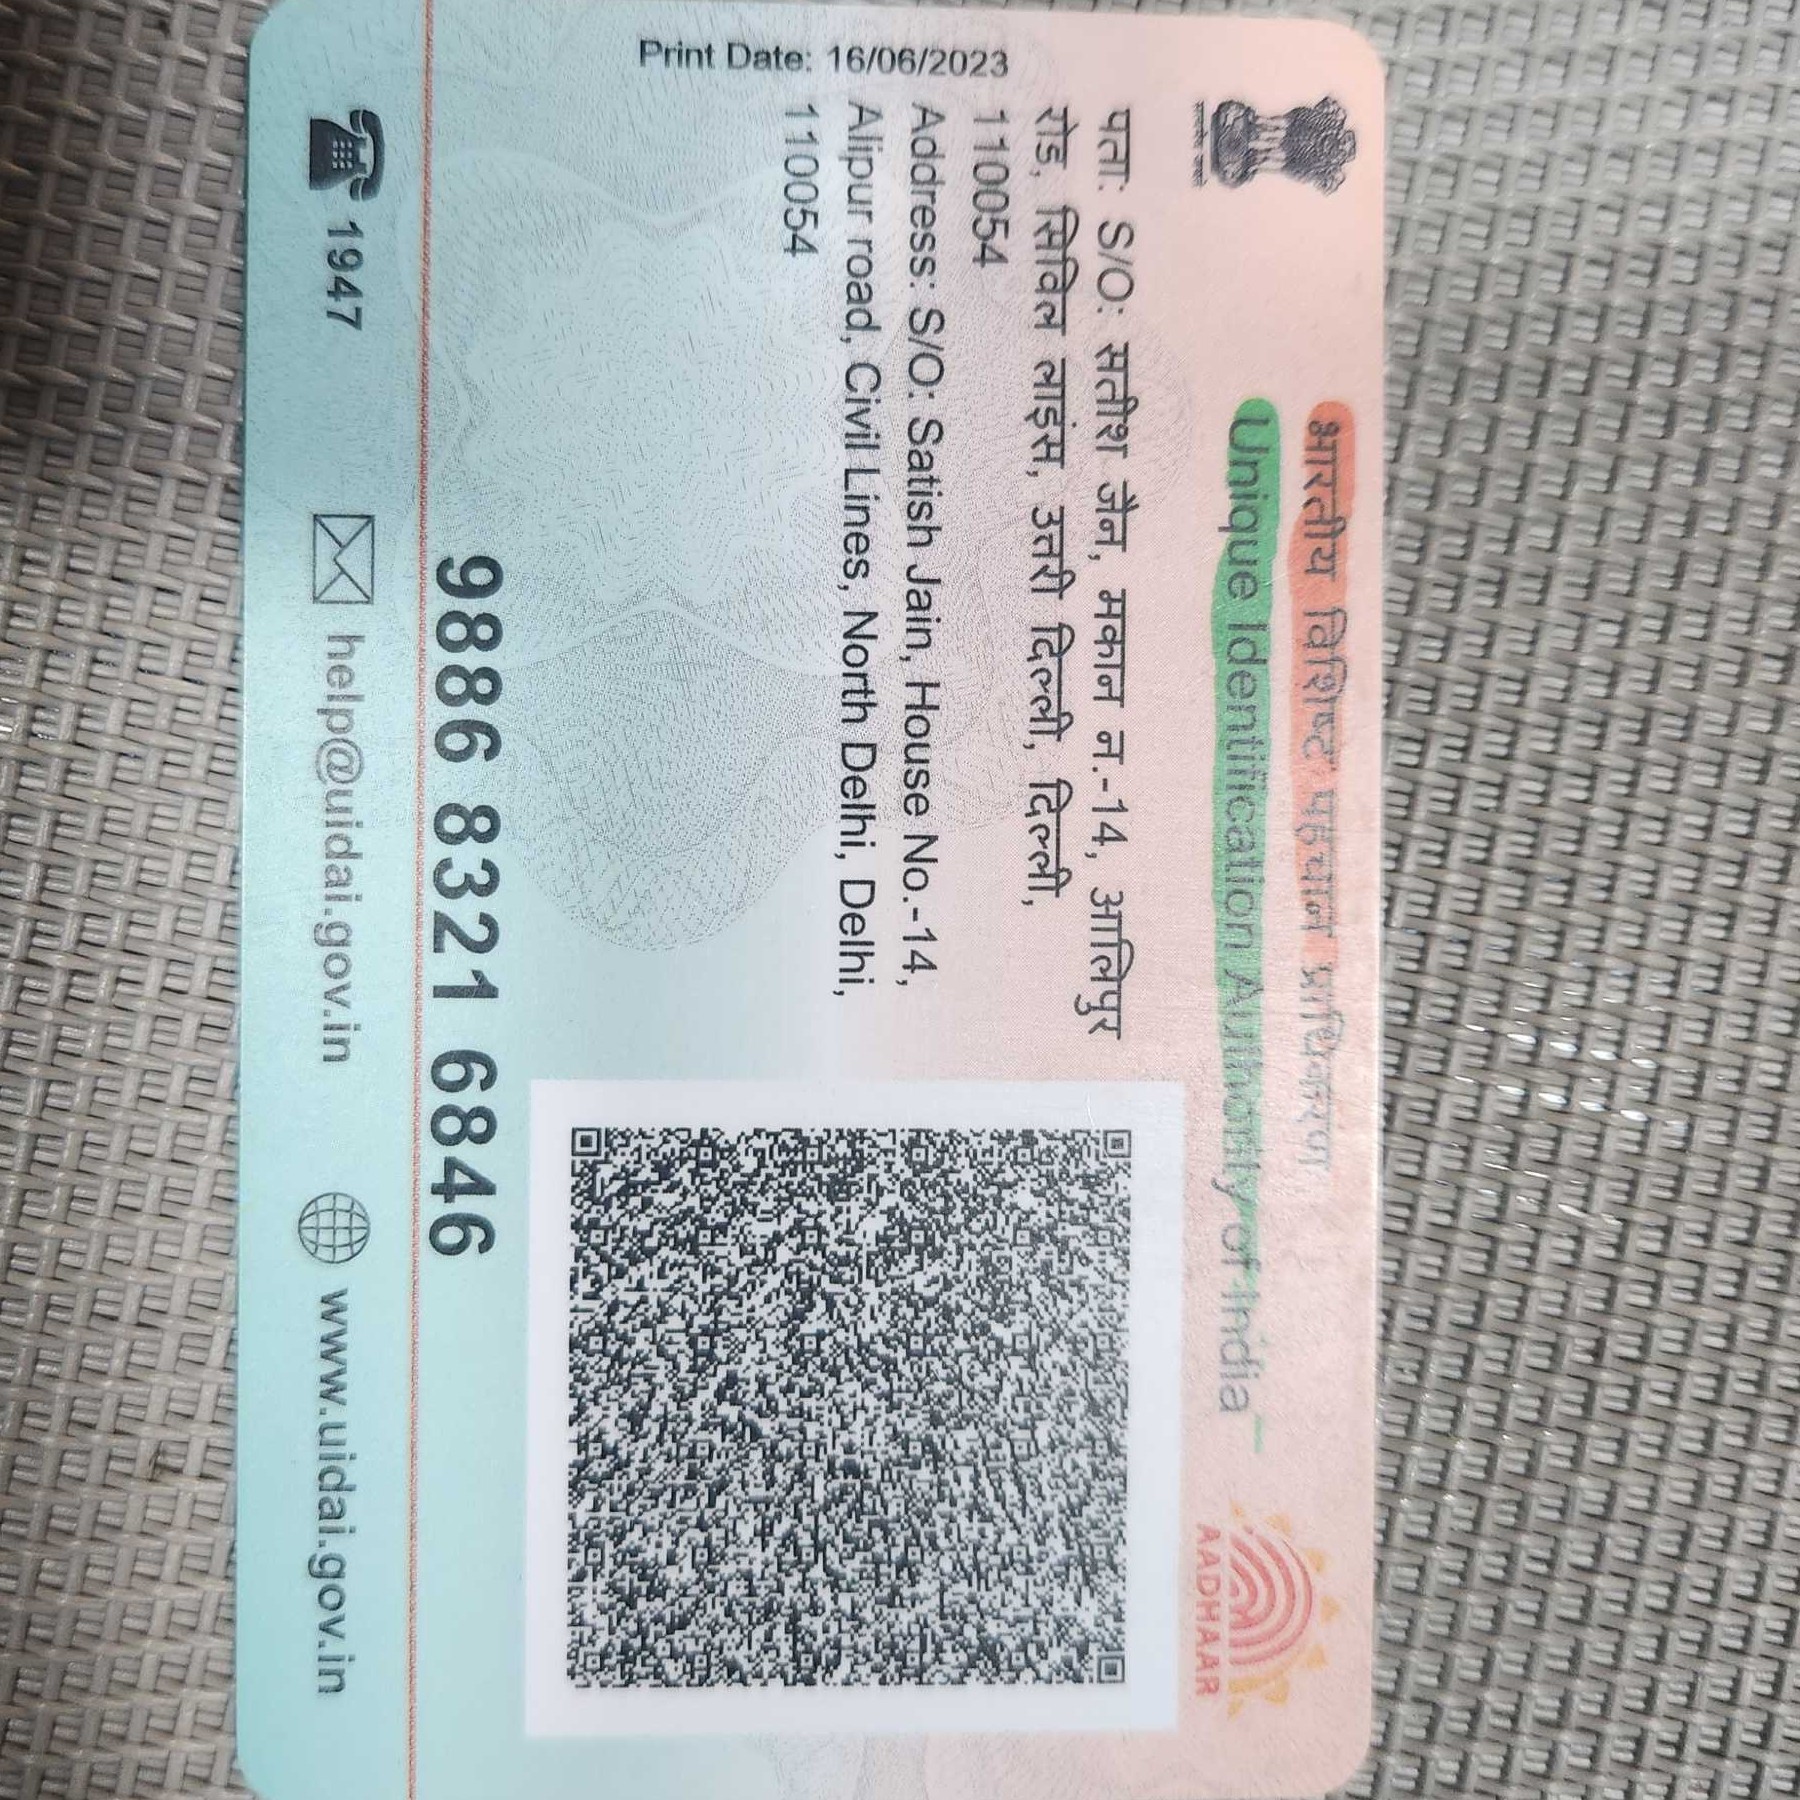 भारतीय विशिष्ट पहचान प्राधिकरण
Unique Identification Authority of India
AADHAAR
पता: S/O: सतीश जैन, मकान न.-14, आलिपुर
रोड, सिविल लाइंस, उत्तरी दिल्ली, दिल्ली,
110054
Address: S/O: Satish Jain, House No.-14,
Alipur road, Civil Lines, North Delhi, Delhi,
110054
Print Date: 16/06/2023
9886 8321 6846
1947
help@uidai.gov.in
www.uidai.gov.in